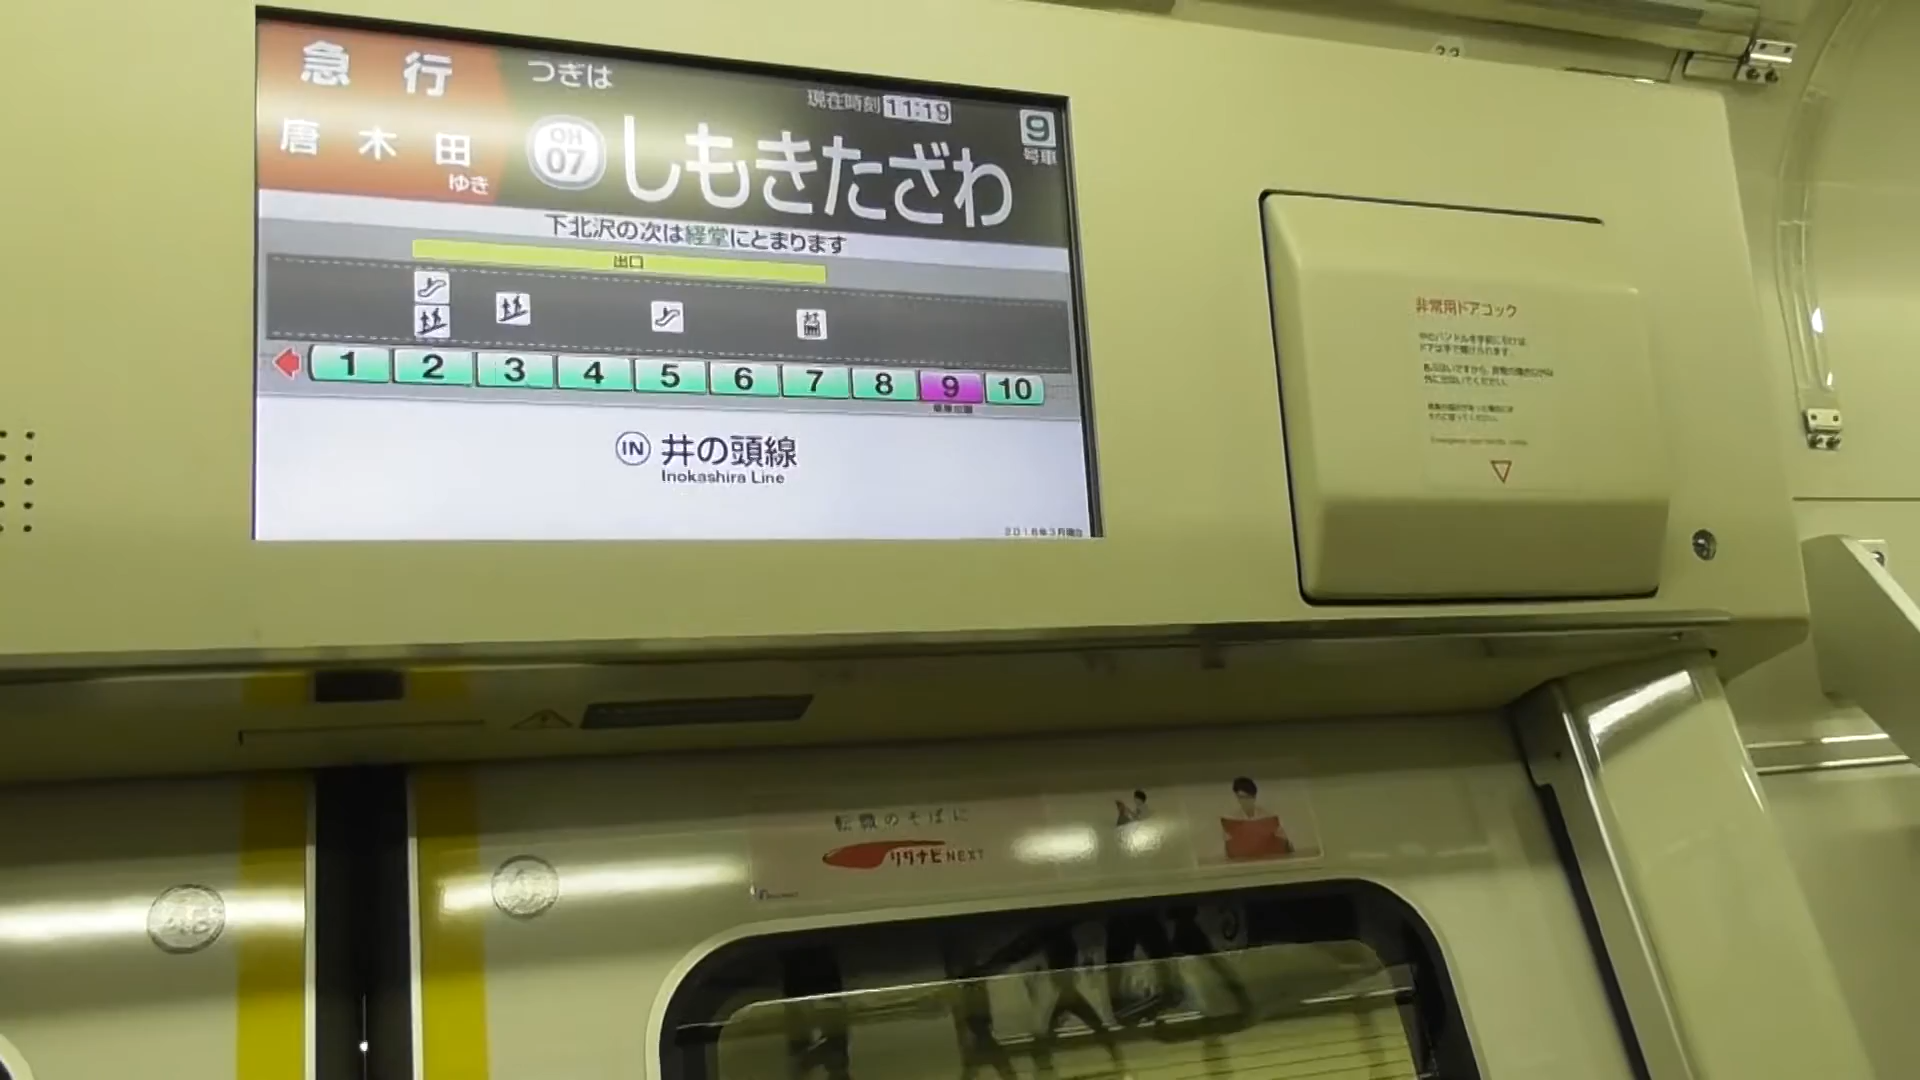 急行
つぎは
現在時刻 11:19
9
号車
唐木田
ゆき
OH
07
しもきたざわ
下北沢の次は経堂にとまります
出口
1 2 3 4 5 6 7 8 9 10
乗車位置
IN 井の頭線
Inokashira Line
非常用ドアコック
転職のそばに
リクナビNEXT